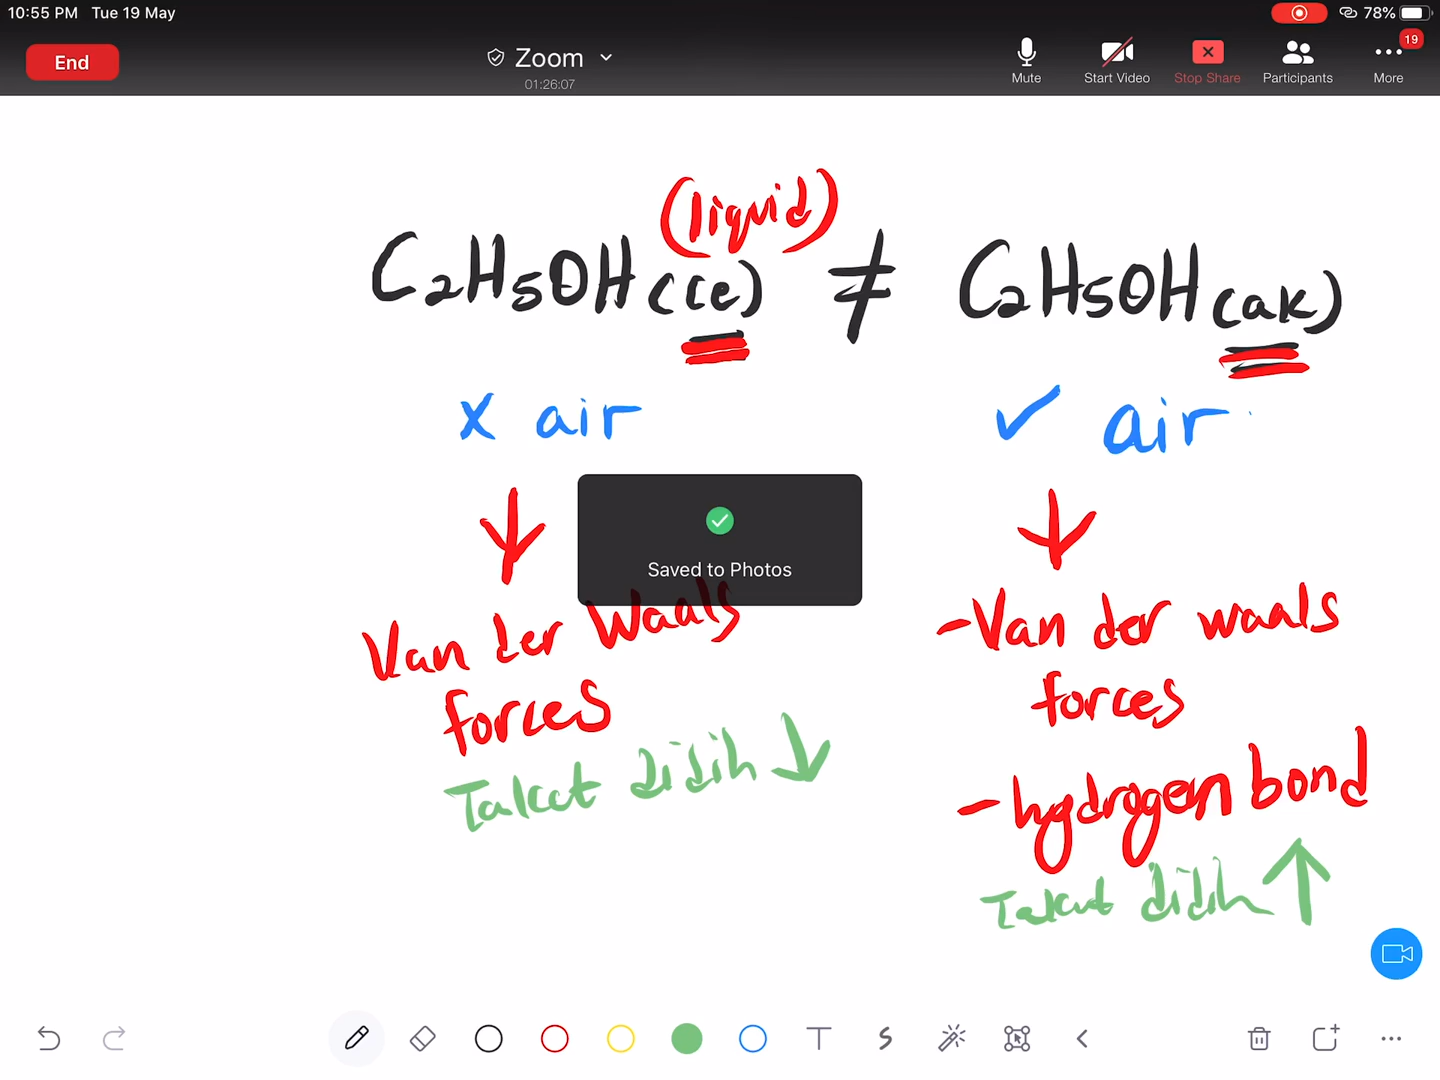 10:55 PM Tue 19 May
78%
End
Zoom
01:26:07
Mute
Start Video
Stop Share
Participants
More
19
(liquid)
C₂H₅OH(ce) ≠ C₂H₅OH(ak)
x air
✓ air
Saved to Photos
Van der Waals
forces
Takat didih ↓
-Van der waals
forces
-hydrogen bond
Takat didih ↑
T
S